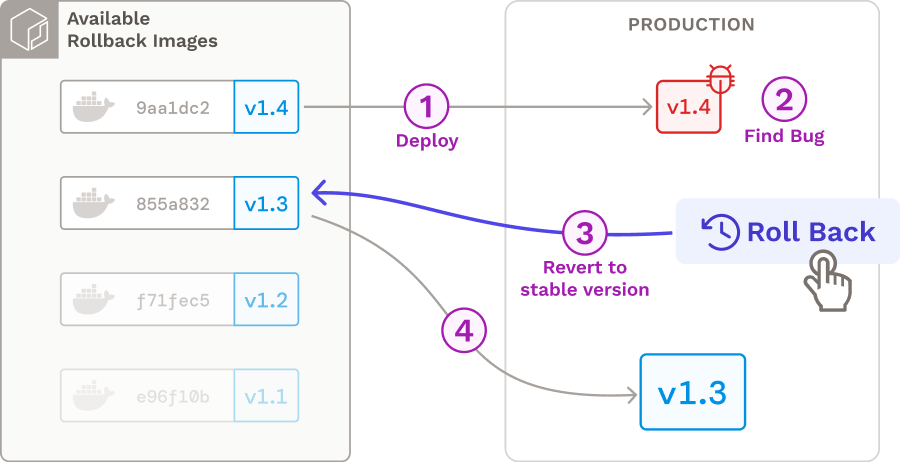 Available
Rollback Images
PRODUCTION
9aa1dc2 v1.4
1
Deploy
v1.4
2
Find Bug
855a832 v1.3
3
Revert to
stable version
Roll Back
f71fec5 v1.2
4
e96f10b v1.1
v1.3